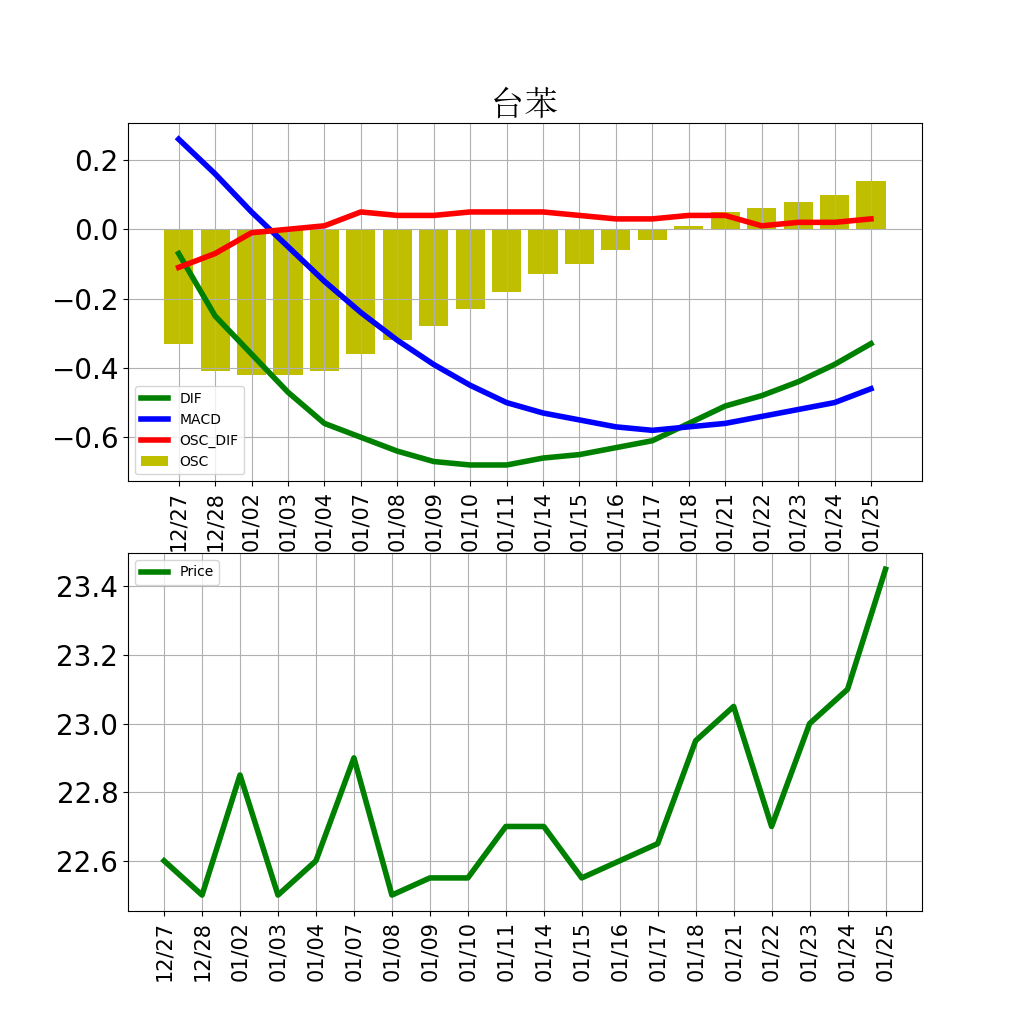 台苯
0.2
0.0
−0.2
−0.4
−0.6
DIF
MACD
OSC_DIF
OSC
12/27 12/28 01/02 01/03 01/04 01/07 01/08 01/09 01/10 01/11 01/14 01/15 01/16 01/17 01/18 01/21 01/22 01/23 01/24 01/25
Price
23.4
23.2
23.0
22.8
22.6
12/27 12/28 01/02 01/03 01/04 01/07 01/08 01/09 01/10 01/11 01/14 01/15 01/16 01/17 01/18 01/21 01/22 01/23 01/24 01/25